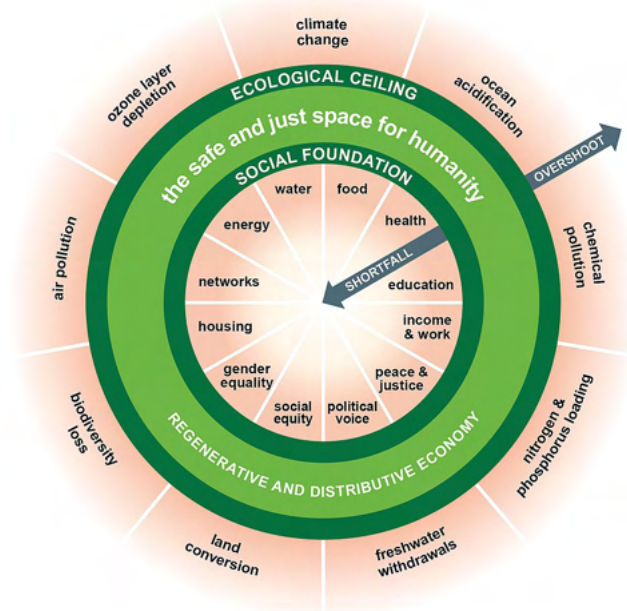 climate
change
ozone layer
depletion
ocean
acidification
ECOLOGICAL CEILING
the safe and just space for humanity
OVERSHOOT
SOCIAL FOUNDATION
water
food
energy
health
air pollution
chemical
pollution
SHORTFALL
networks
education
housing
income
& work
gender
equality
peace &
justice
social
equity
political
voice
biodiversity
loss
nitrogen &
phosphorus loading
REGENERATIVE AND DISTRIBUTIVE ECONOMY
land
conversion
freshwater
withdrawals